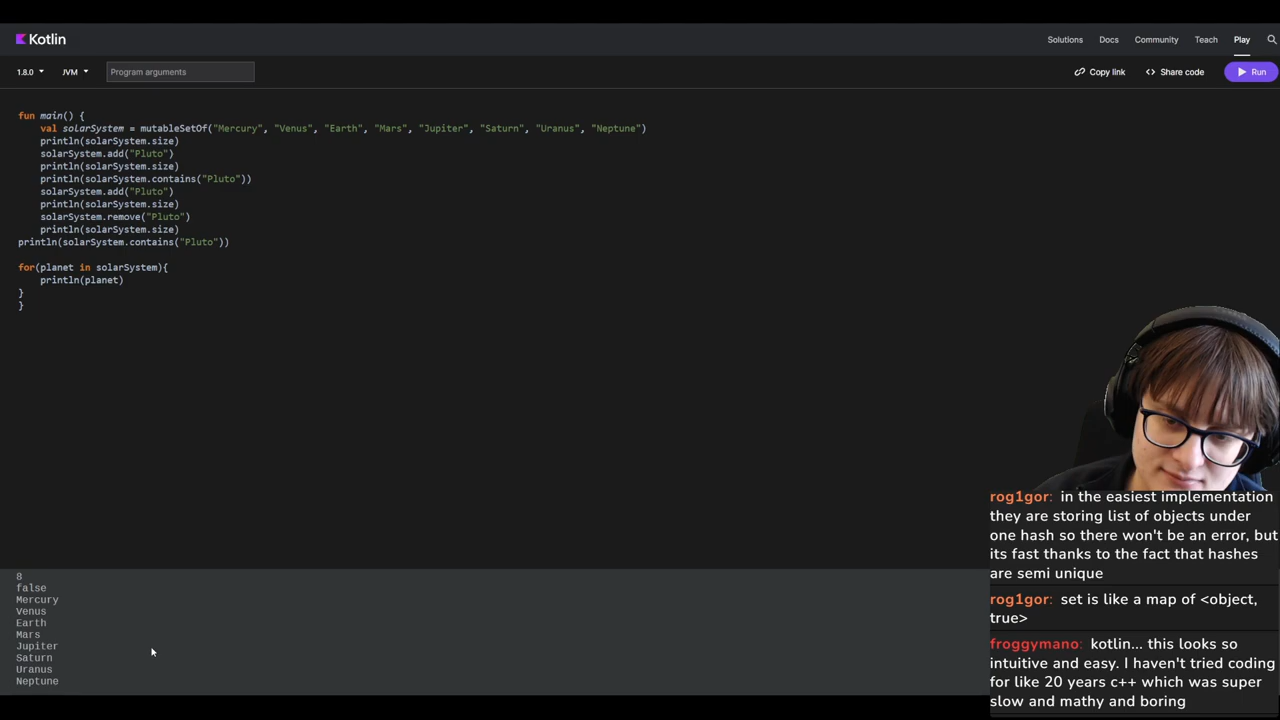 Kotlin
Solutions Docs Community Teach Play
1.8.0 JVM Program arguments Copy link Share code Run
fun main() {
    val solarSystem = mutableSetOf("Mercury", "Venus", "Earth", "Mars", "Jupiter", "Saturn", "Uranus", "Neptune")
    println(solarSystem.size)
    solarSystem.add("Pluto")
    println(solarSystem.size)
    println(solarSystem.contains("Pluto"))
    solarSystem.add("Pluto")
    println(solarSystem.size)
    solarSystem.remove("Pluto")
    println(solarSystem.size)
println(solarSystem.contains("Pluto"))
for(planet in solarSystem){
    println(planet)
}
}
8
false
Mercury
Venus
Earth
Mars
Jupiter
Saturn
Uranus
Neptune
rog1gor: in the easiest implementation
they are storing list of objects under
one hash so there won't be an error, but
its fast thanks to the fact that hashes
are semi unique
rog1gor: set is like a map of <object,
true>
froggymano: kotlin... this looks so
intuitive and easy. I haven't tried coding
for like 20 years c++ which was super
slow and mathy and boring